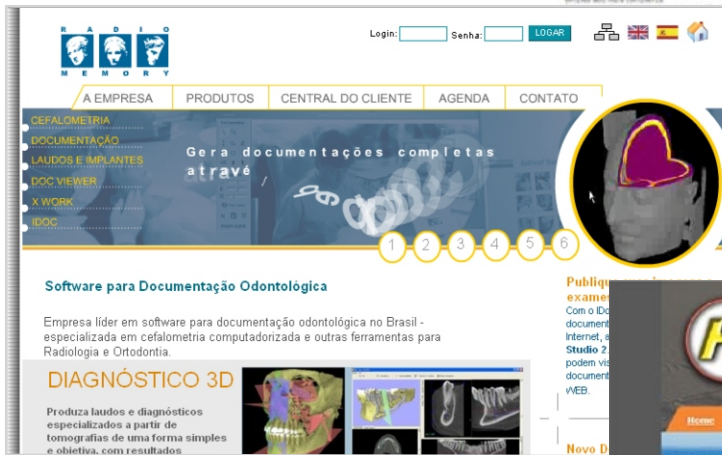 RADIO
MEMORY
Login:
Senha:
LOGAR
A EMPRESA
PRODUTOS
CENTRAL DO CLIENTE
AGENDA
CONTATO
CEFALOMETRIA
DOCUMENTAÇÃO
LAUDOS E IMPLANTES
DOC VIEWER
X WORK
IDOC
Gera documentações completas
atravé
1 2 3 4 5 6
Software para Documentação Odontológica
Empresa líder em software para documentação odontológica no Brasil -
especializada em cefalometria computadorizada e outras ferramentas para
Radiologia e Ortodontia.
DIAGNÓSTICO 3D
Produza laudos e diagnósticos
especializados a partir de
tomografias de uma forma simples
e objetiva, com resultados
Publiqu
exames
Com o IDo
document
Internet, a
Studio 2.
podem vis
document
WEB.
Novo D
Home